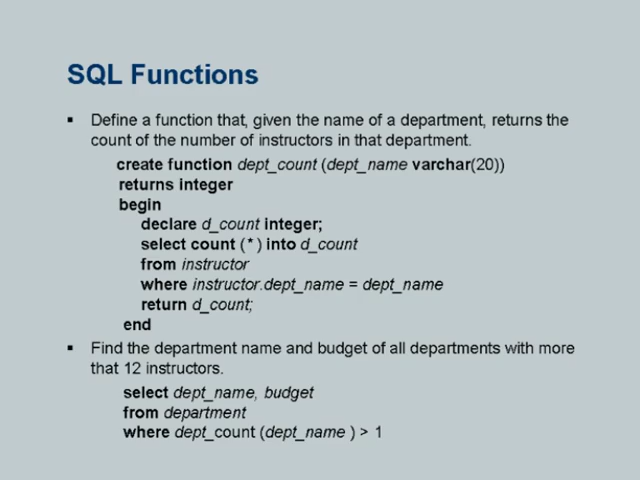 SQL Functions
▪ Define a function that, given the name of a department, returns the
count of the number of instructors in that department.
create function dept_count (dept_name varchar(20))
returns integer
begin
declare d_count integer;
select count (*) into d_count
from instructor
where instructor.dept_name = dept_name
return d_count;
end
▪ Find the department name and budget of all departments with more
that 12 instructors.
select dept_name, budget
from department
where dept_count (dept_name ) > 1